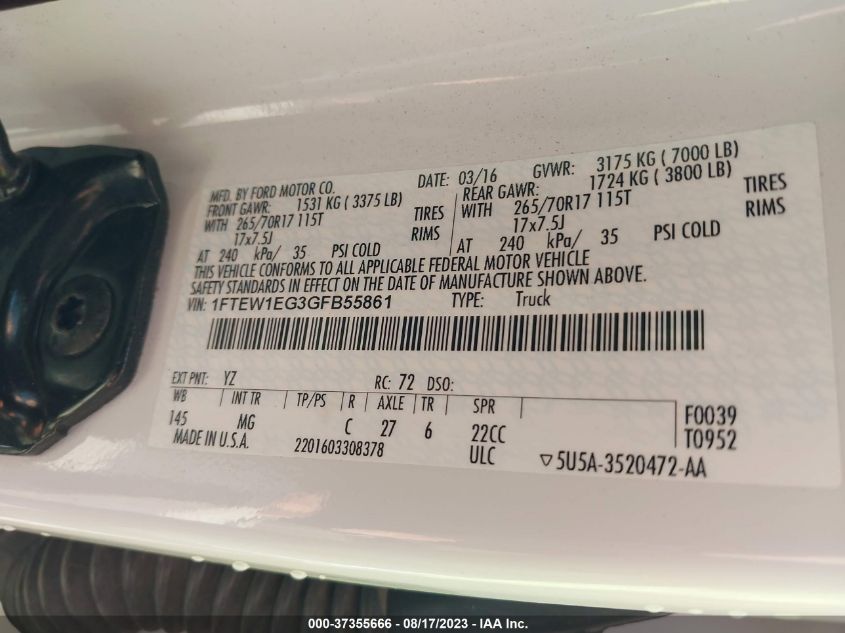 MFD. BY FORD MOTOR CO.
DATE: 03/16 GVWR: 3175 KG ( 7000 LB)
FRONT GAWR: 1531 KG ( 3375 LB) REAR GAWR: 1724 KG ( 3800 LB)
WITH 265/70R17 115T TIRES WITH 265/70R17 115T TIRES
17x7.5J RIMS 17x7.5J RIMS
AT 240 kPa/ 35 PSI COLD AT 240 kPa/ 35 PSI COLD
THIS VEHICLE CONFORMS TO ALL APPLICABLE FEDERAL MOTOR VEHICLE
SAFETY STANDARDS IN EFFECT ON THE DATE OF MANUFACTURE SHOWN ABOVE.
VIN: 1FTEW1EG3GFB55861 TYPE: Truck
EXT PNT: YZ RC: 72 DSO:
WB INT TR TP/PS R AXLE TR SPR
145 MG C 27 6 22CC F0039
MADE IN U.S.A. 2201603308378 ULC T0952
▽5U5A-3520472-AA
000-37355666 - 08/17/2023 - IAA Inc.